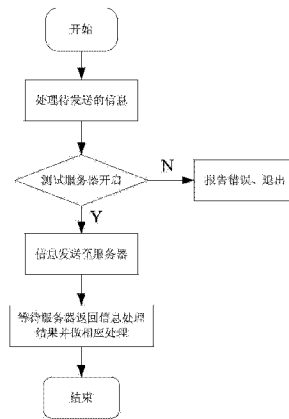 开始
处理待发送的信息
测试服务器开启
N
报告错误、退出
Y
信息发送至服务器
等待服务器返回信息处理
结果并做相应处理
结束